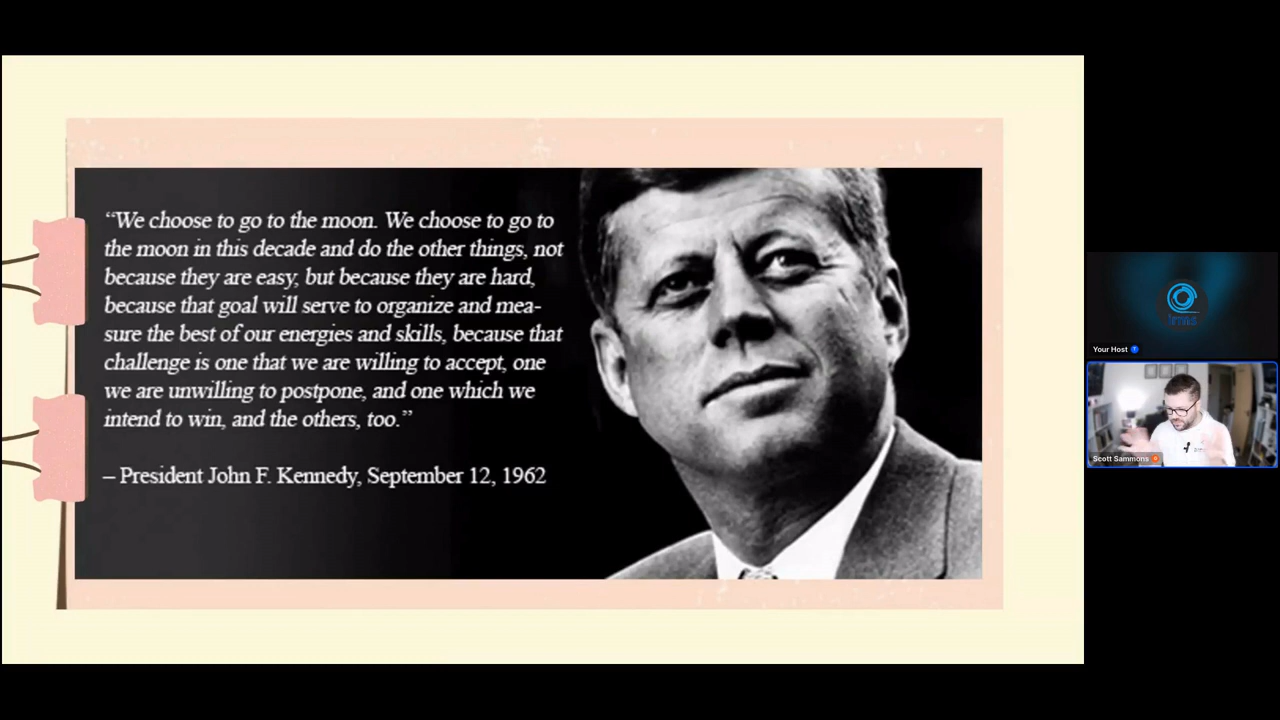 “We choose to go to the moon. We choose to go to
the moon in this decade and do the other things, not
because they are easy, but because they are hard,
because that goal will serve to organize and mea-
sure the best of our energies and skills, because that
challenge is one that we are willing to accept, one
we are unwilling to postpone, and one which we
intend to win, and the others, too.”
– President John F. Kennedy, September 12, 1962
Your Host
Scott Sammons